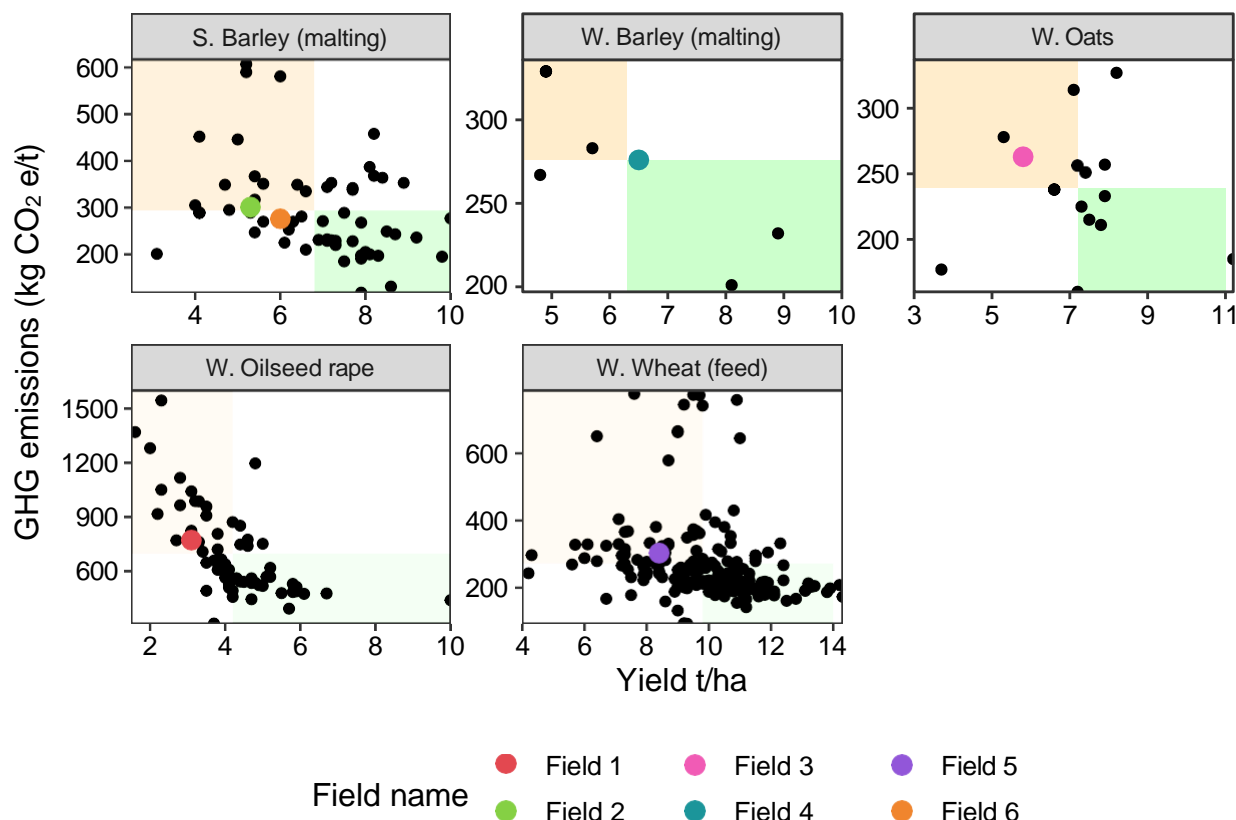 S. Barley (malting)
W. Barley (malting)
W. Oats
600
500
400
300
200
4 6 8 10
300
250
200
5 6 7 8 9 10
300
250
200
3 5 7 9 11
GHG emissions (kg CO₂ e/t)
W. Oilseed rape
W. Wheat (feed)
1500
1200
900
600
2 4 6 8 10
600
400
200
4 6 8 10 12 14
Yield t/ha
Field name
Field 1 Field 3 Field 5
Field 2 Field 4 Field 6